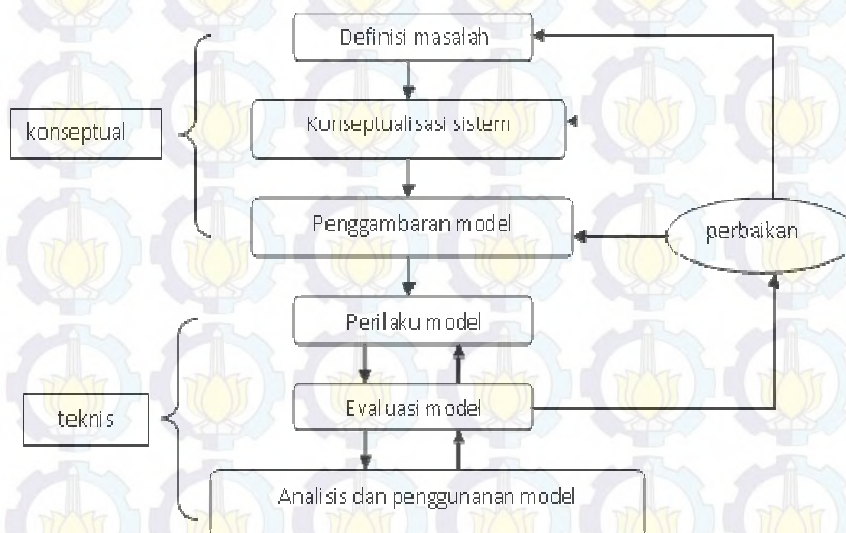 Definisi masalah
konseptual
Konseptualisasi sistem
Penggambaran model
perbaikan
Perilaku model
Evaluasi model
teknis
Analisis dan penggunanan model